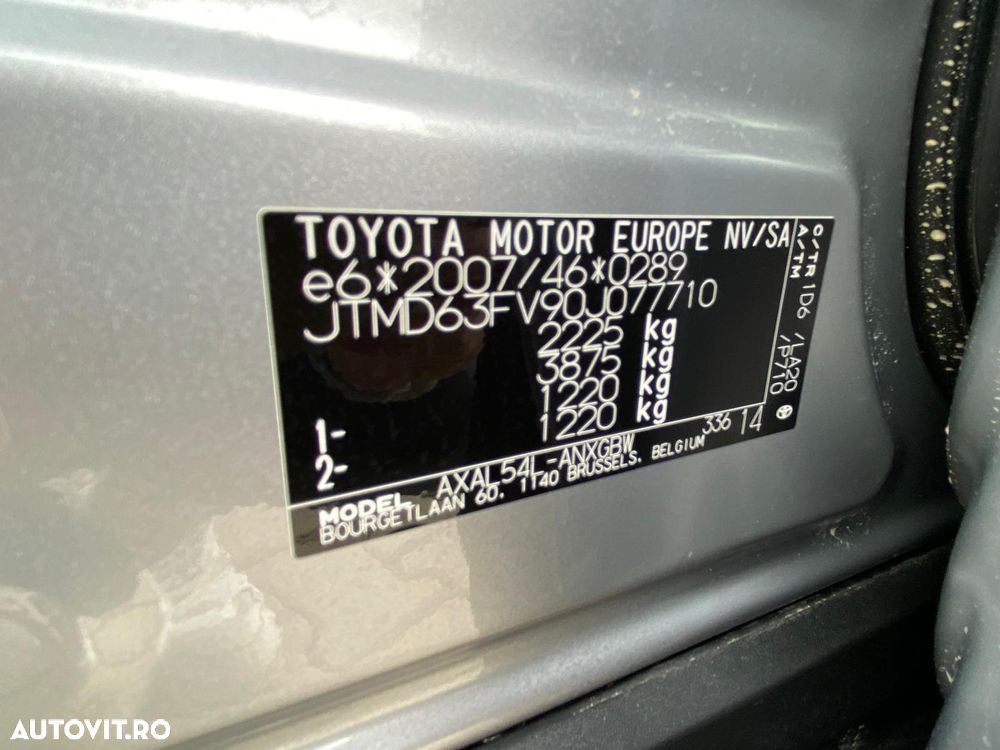 TOYOTA MOTOR EUROPE NV/SA
e6*2007/46*0289
JTMD63FV90J077710
2225 kg
3875 kg
1- 1220 kg
2- 1220 kg
MODEL AXAL54L-ANXGBW
BOURGETLAAN 60. 1140 BRUSSELS. BELGIUM
336 14
C/TR 1D6 /LA20
A/TM /P710
AUTOVIT.RO